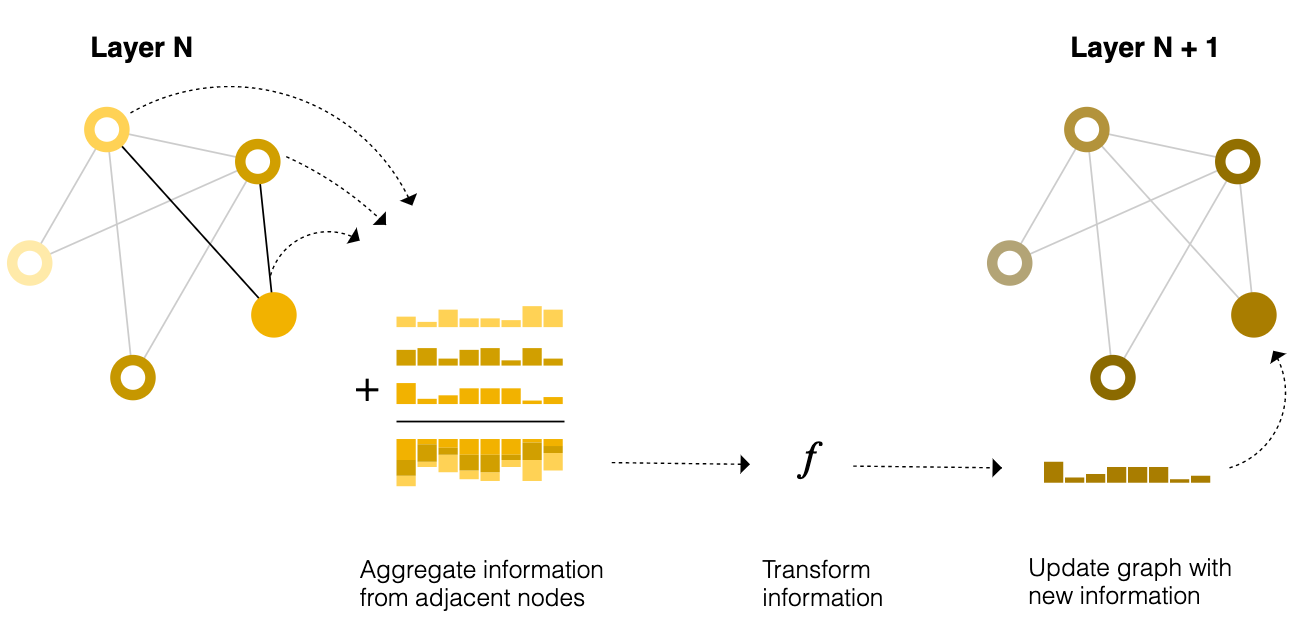 Layer N
Layer N + 1
+
f
Aggregate information
from adjacent nodes
Transform
information
Update graph with
new information